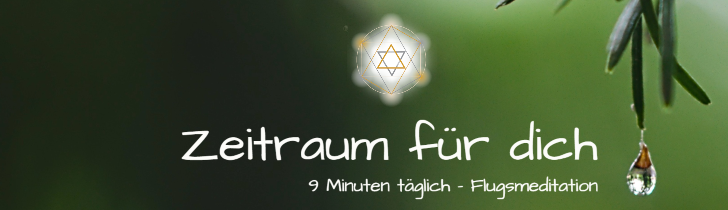 Zeitraum für dich
9 Minuten täglich - Flugsmeditation